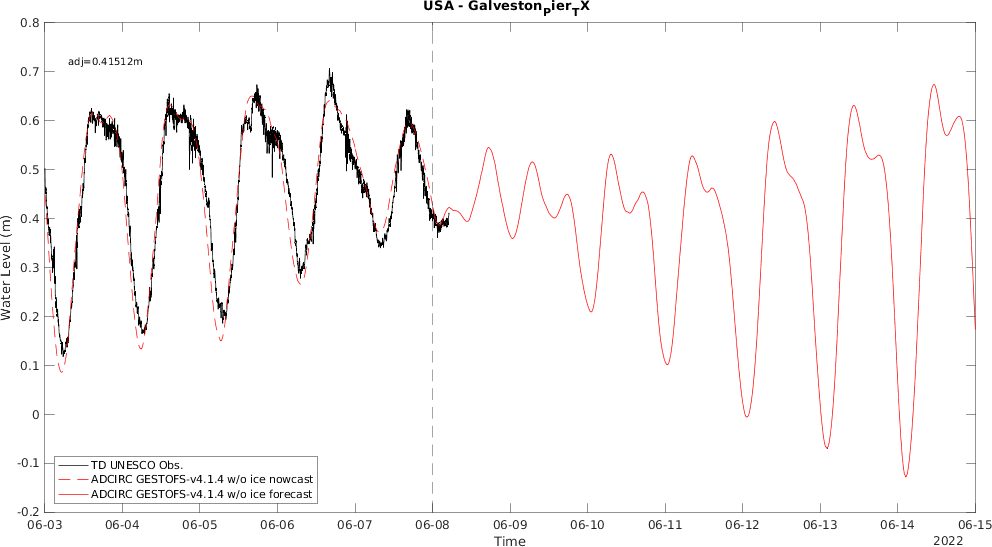 USA - Galveston_Pier_TX
0.8
adj=0.41512m
0.7
0.6
0.5
0.4
0.3
0.2
0.1
0
-0.1
-0.2
Water Level (m)
TD UNESCO Obs.
ADCIRC GESTOFS-v4.1.4 w/o ice nowcast
ADCIRC GESTOFS-v4.1.4 w/o ice forecast
06-03 06-04 06-05 06-06 06-07 06-08 06-09 06-10 06-11 06-12 06-13 06-14 06-15
Time
2022